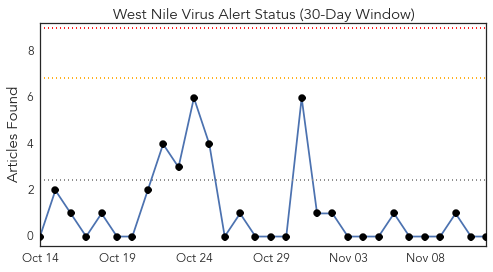 West Nile Virus Alert Status (30-Day Window)
Articles Found
8
6
4
2
0
Oct 14 Oct 19 Oct 24 Oct 29 Nov 03 Nov 08